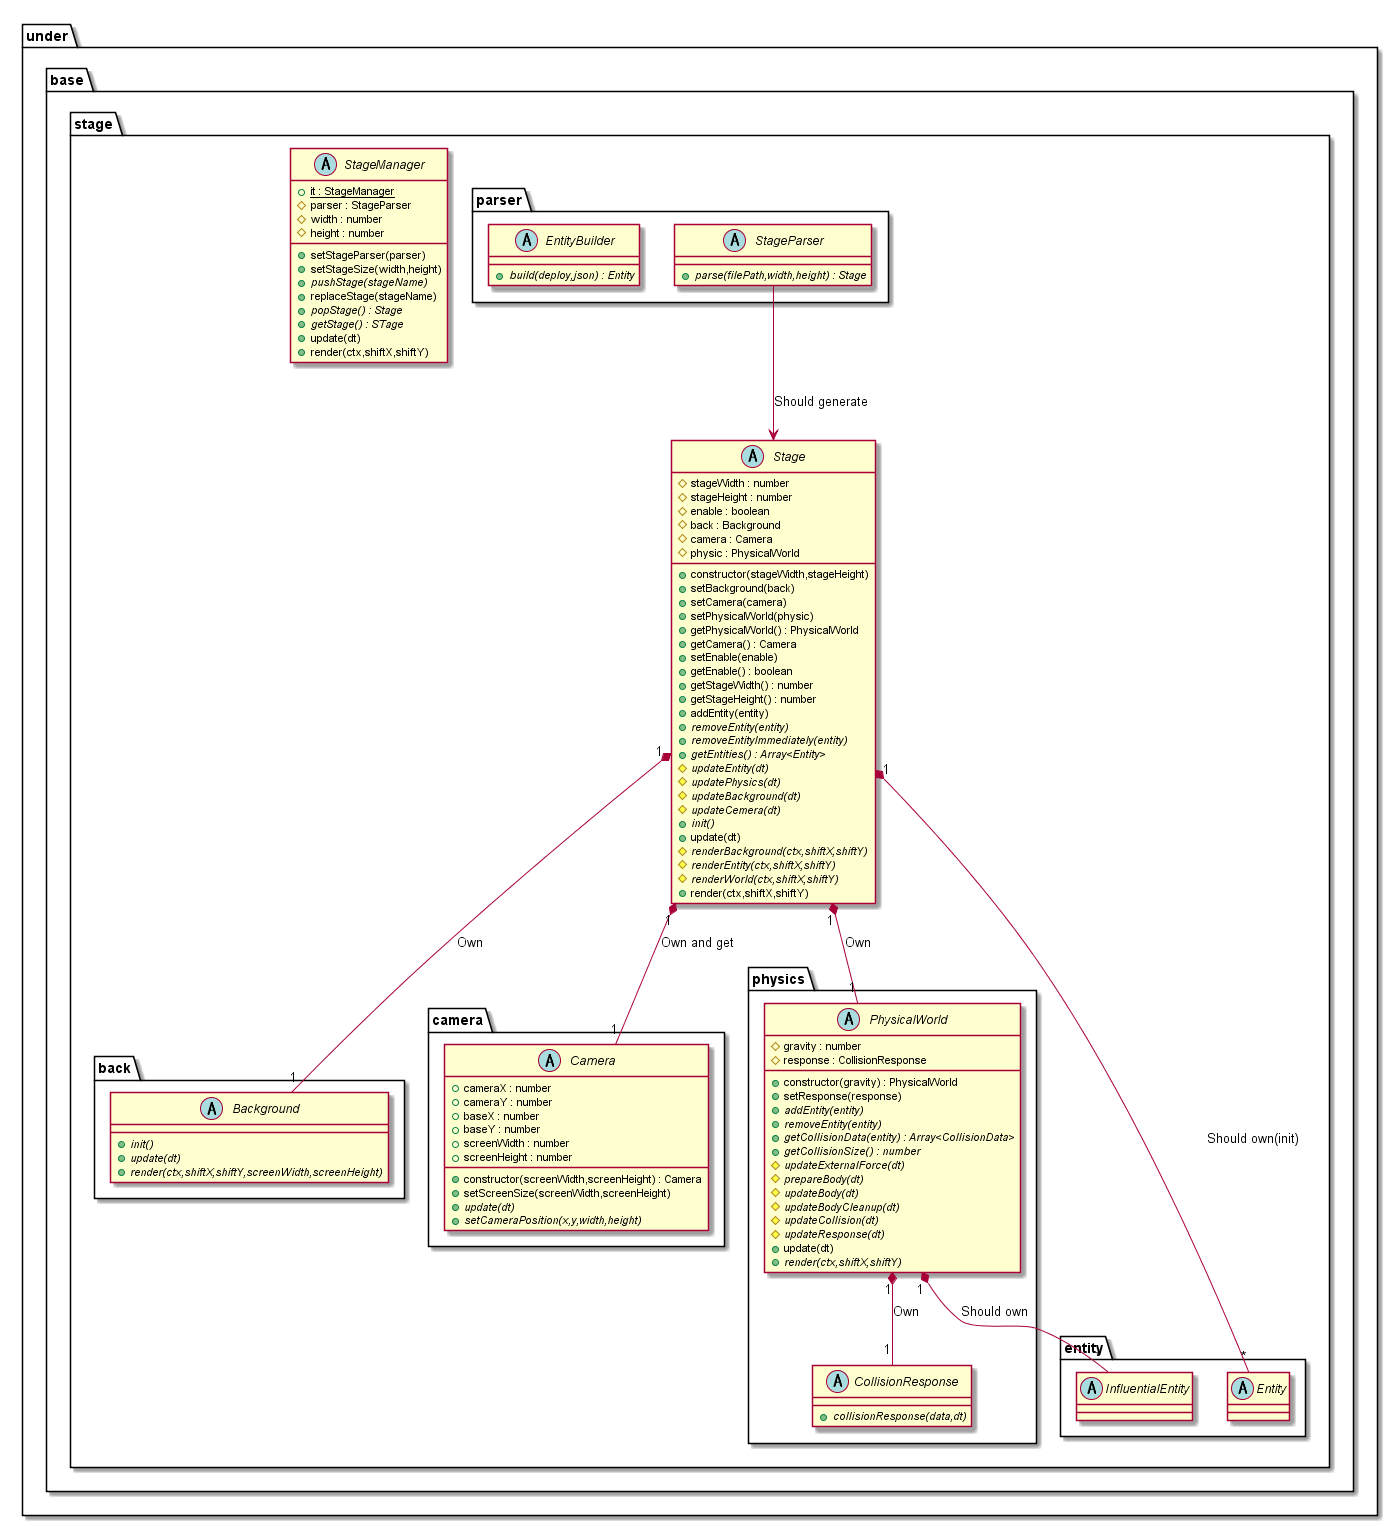 under
base
stage
A StageManager
it : StageManager
parser : StageParser
width : number
height : number
setStageParser(parser)
setStageSize(width,height)
pushStage(stageName)
replaceStage(stageName)
popStage() : Stage
getStage() : STage
update(dt)
render(ctx,shiftX,shiftY)
parser
A EntityBuilder
build(deploy,json) : Entity
A StageParser
parse(filePath,width,height) : Stage
Should generate
A Stage
stageWidth : number
stageHeight : number
enable : boolean
back : Background
camera : Camera
physic : PhysicalWorld
constructor(stageWidth,stageHeight)
setBackground(back)
setCamera(camera)
setPhysicalWorld(physic)
getPhysicalWorld() : PhysicalWorld
getCamera() : Camera
setEnable(enable)
getEnable() : boolean
getStageWidth() : number
getStageHeight() : number
addEntity(entity)
removeEntity(entity)
removeEntityImmediately(entity)
getEntities() : Array<Entity>
updateEntity(dt)
updatePhysics(dt)
updateBackground(dt)
updateCemera(dt)
init()
update(dt)
renderBackground(ctx,shiftX,shiftY)
renderEntity(ctx,shiftX,shiftY)
renderWorld(ctx,shiftX,shiftY)
render(ctx,shiftX,shiftY)
1
1
1
1
Own
Own and get
Own
Should own(init)
1
1
1
*
back
A Background
init()
update(dt)
render(ctx,shiftX,shiftY,screenWidth,screenHeight)
camera
A Camera
cameraX : number
cameraY : number
baseX : number
baseY : number
screenWidth : number
screenHeight : number
constructor(screenWidth,screenHeight) : Camera
setScreenSize(screenWidth,screenHeight)
update(dt)
setCameraPosition(x,y,width,height)
physics
A PhysicalWorld
gravity : number
response : CollisionResponse
constructor(gravity) : PhysicalWorld
setResponse(response)
addEntity(entity)
removeEntity(entity)
getCollisionData(entity) : Array<CollisionData>
getCollisionSize() : number
updateExternalForce(dt)
prepareBody(dt)
updateBody(dt)
updateBodyCleanup(dt)
updateCollision(dt)
updateResponse(dt)
update(dt)
render(ctx,shiftX,shiftY)
1
1
Own
Should own
1
A CollisionResponse
collisionResponse(data,dt)
entity
A InfluentialEntity
A Entity